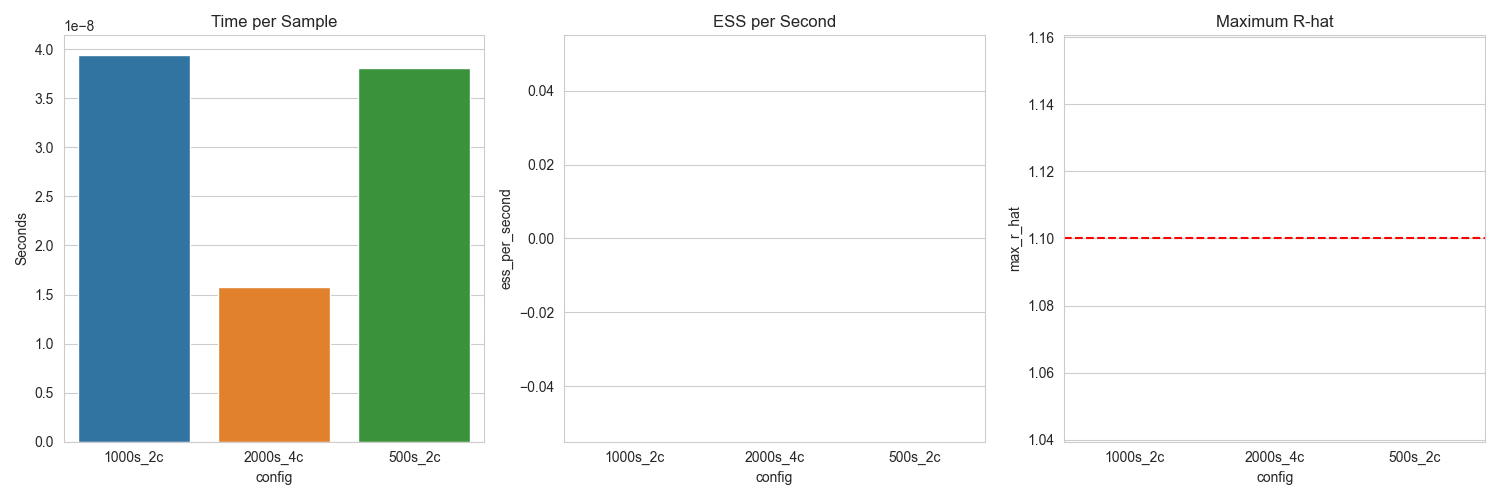 Time per Sample
1e−8
4.0
3.5
3.0
2.5
2.0
1.5
1.0
0.5
0.0
Seconds
1000s_2c
2000s_4c
500s_2c
config
ESS per Second
0.04
0.02
0.00
−0.02
−0.04
ess_per_second
1000s_2c
2000s_4c
500s_2c
config
Maximum R-hat
1.16
1.14
1.12
1.10
1.08
1.06
1.04
max_r_hat
1000s_2c
2000s_4c
500s_2c
config